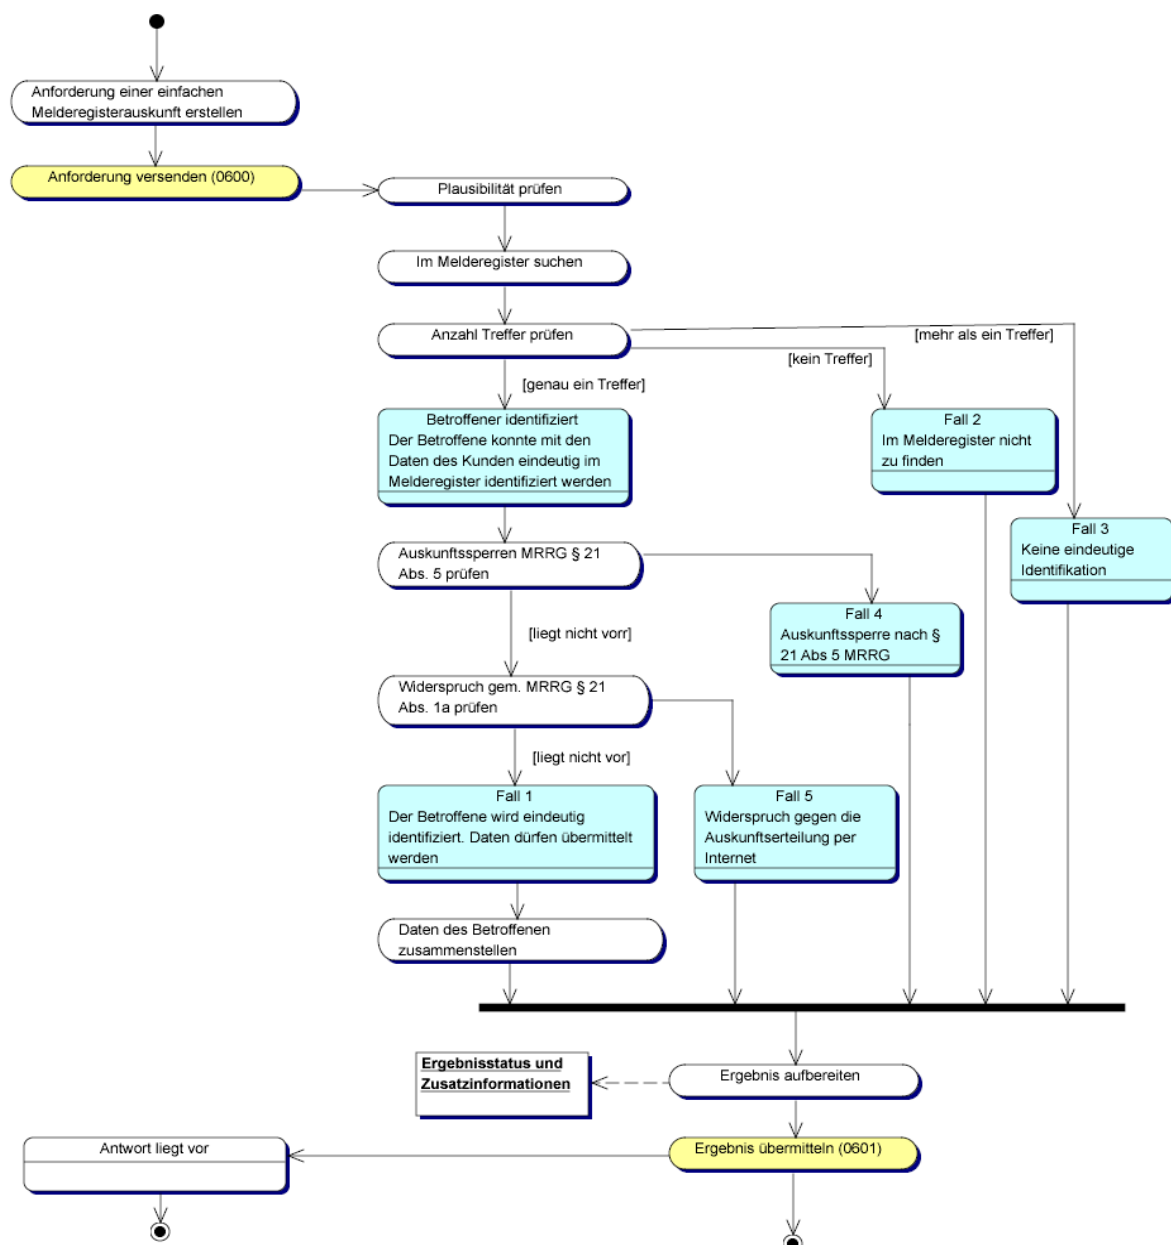 Anforderung einer einfachen
Melderegisterauskunft erstellen
Anforderung versenden (0600)
Plausibilität prüfen
Im Melderegister suchen
Anzahl Treffer prüfen
[mehr als ein Treffer]
[kein Treffer]
[genau ein Treffer]
Betroffener identifiziert
Der Betroffene konnte mit den
Daten des Kunden eindeutig im
Melderegister identifiziert werden
Fall 2
Im Melderegister nicht
zu finden
Fall 3
Keine eindeutige
Identifikation
Auskunftssperren MRRG § 21
Abs. 5 prüfen
Fall 4
Auskunftssperre nach §
21 Abs 5 MRRG
[liegt nicht vorr]
Widerspruch gem. MRRG § 21
Abs. 1a prüfen
[liegt nicht vor]
Fall 1
Der Betroffene wird eindeutig
identifiziert. Daten dürfen übermittelt
werden
Fall 5
Widerspruch gegen die
Auskunftserteilung per
Internet
Daten des Betroffenen
zusammenstellen
Ergebnisstatus und
Zusatzinformationen
Ergebnis aufbereiten
Ergebnis übermitteln (0601)
Antwort liegt vor